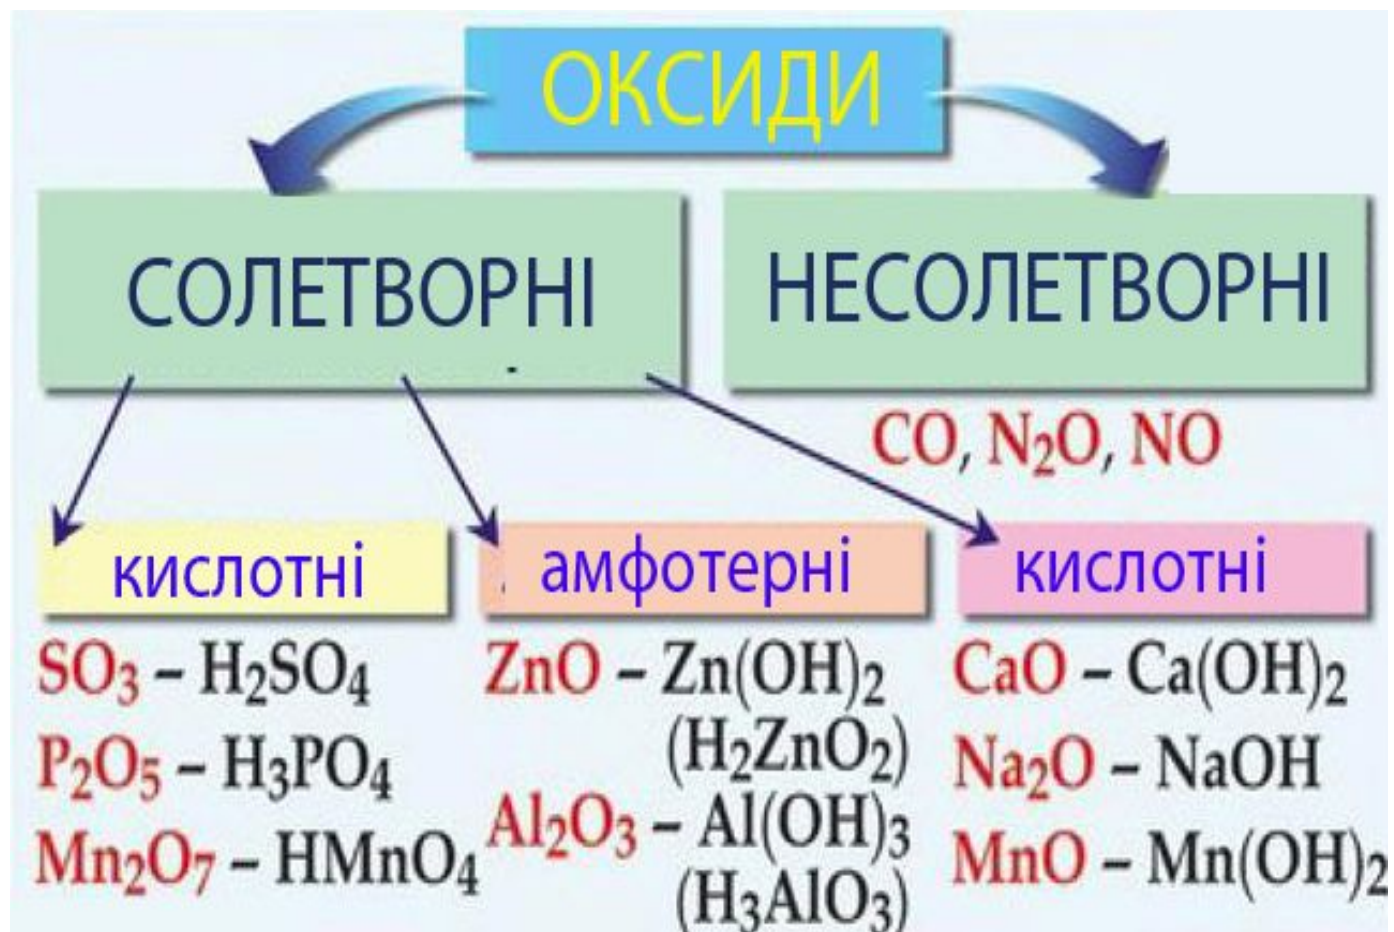 ОКСИДИ
СОЛЕТВОРНІ
НЕСОЛЕТВОРНІ
CO, N₂O, NO
кислотні
SO₃ – H₂SO₄
P₂O₅ – H₃PO₄
Mn₂O₇ – HMnO₄
амфотерні
ZnO – Zn(OH)₂
(H₂ZnO₂)
Al₂O₃ – Al(OH)₃
(H₃AlO₃)
кислотні
CaO – Ca(OH)₂
Na₂O – NaOH
MnO – Mn(OH)₂